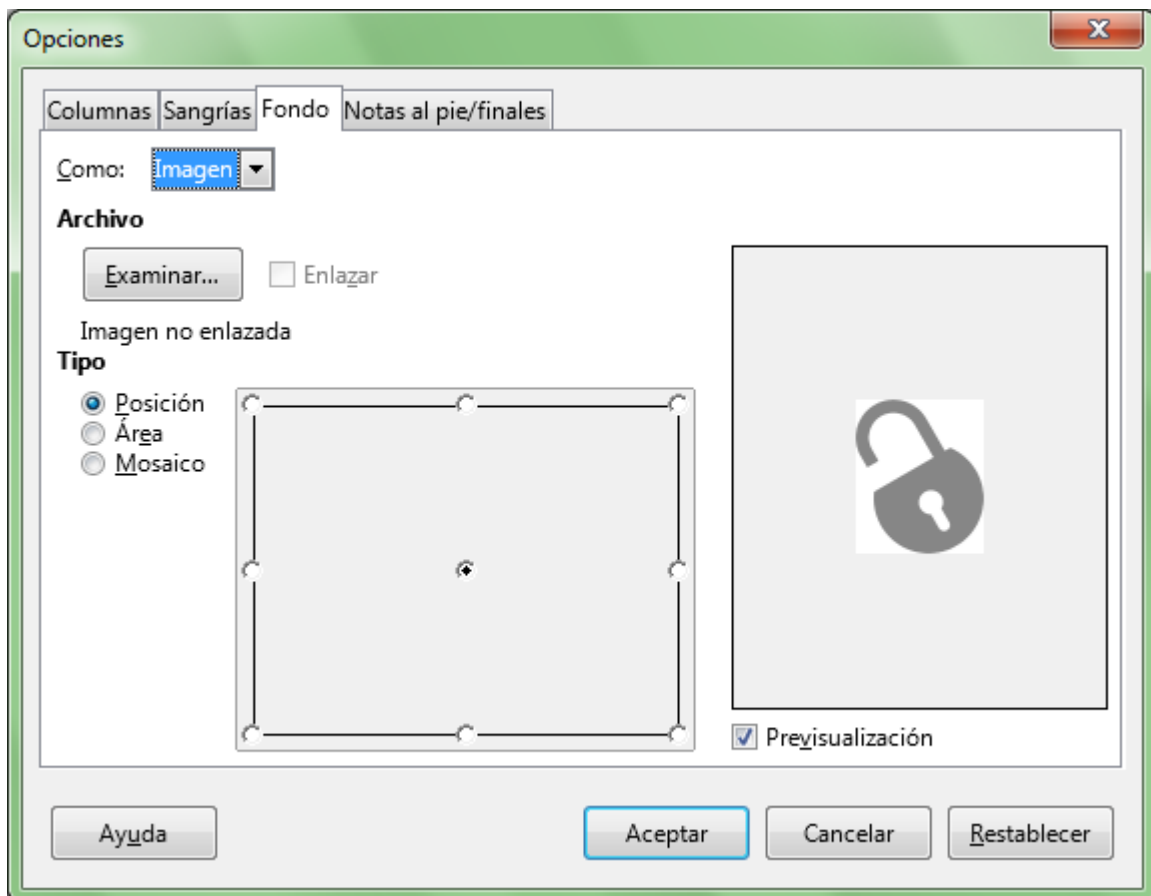 Opciones
Columnas Sangrías Fondo Notas al pie/finales
Como: Imagen
Archivo
Examinar... Enlazar
Imagen no enlazada
Tipo
Posición
Área
Mosaico
Previsualización
Ayuda Aceptar Cancelar Restablecer